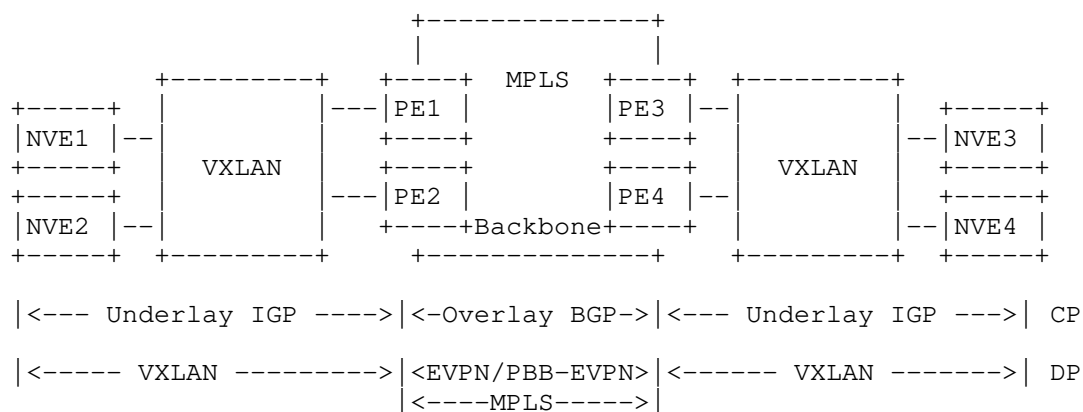 MPLS
PE1 PE3
NVE1 NVE3
VXLAN VXLAN
PE2 PE4
NVE2 Backbone NVE4
|<--- Underlay IGP ---->|<-Overlay BGP->|<--- Underlay IGP --->| CP
|<----- VXLAN --------->|<EVPN/PBB-EVPN>|<------ VXLAN ------->| DP
|<----MPLS----->|